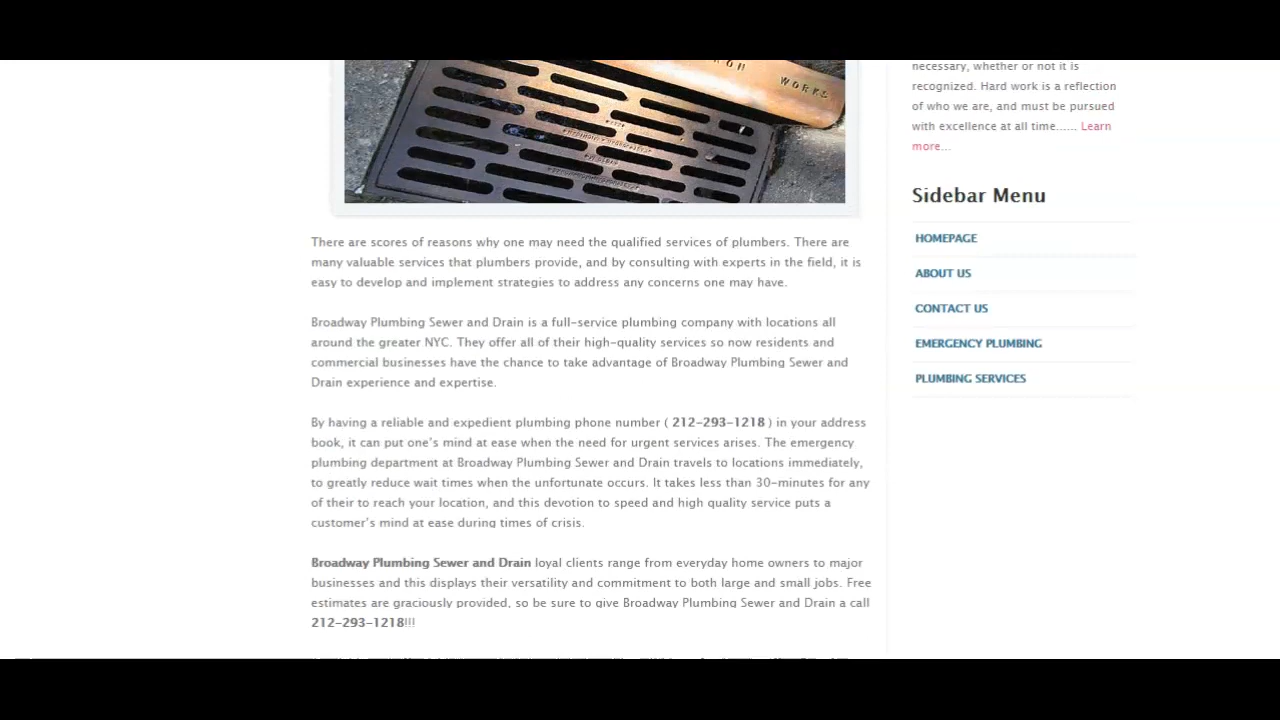 WORKS
necessary, whether or not it is
recognized. Hard work is a reflection
of who we are, and must be pursued
with excellence at all time...... Learn
more...
Sidebar Menu
HOMEPAGE
ABOUT US
CONTACT US
EMERGENCY PLUMBING
PLUMBING SERVICES
There are scores of reasons why one may need the qualified services of plumbers. There are
many valuable services that plumbers provide, and by consulting with experts in the field, it is
easy to develop and implement strategies to address any concerns one may have.
Broadway Plumbing Sewer and Drain is a full-service plumbing company with locations all
around the greater NYC. They offer all of their high-quality services so now residents and
commercial businesses have the chance to take advantage of Broadway Plumbing Sewer and
Drain experience and expertise.
By having a reliable and expedient plumbing phone number ( 212-293-1218 ) in your address
book, it can put one's mind at ease when the need for urgent services arises. The emergency
plumbing department at Broadway Plumbing Sewer and Drain travels to locations immediately,
to greatly reduce wait times when the unfortunate occurs. It takes less than 30-minutes for any
of their to reach your location, and this devotion to speed and high quality service puts a
customer's mind at ease during times of crisis.
Broadway Plumbing Sewer and Drain loyal clients range from everyday home owners to major
businesses and this displays their versatility and commitment to both large and small jobs. Free
estimates are graciously provided, so be sure to give Broadway Plumbing Sewer and Drain a call
212-293-1218!!!